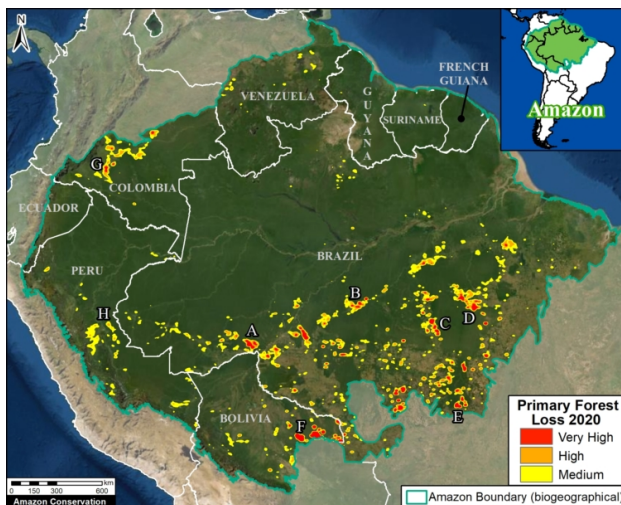 N
Amazon
FRENCH
GUIANA
VENEZUELA
GUYANA
SURINAME
G
COLOMBIA
ECUADOR
BRAZIL
PERU
B
H
D
C
A
E
BOLIVIA
F
Primary Forest
Loss 2020
Very High
High
Medium
0 150 300 600 km
Amazon Conservation
Amazon Boundary (biogeographical)